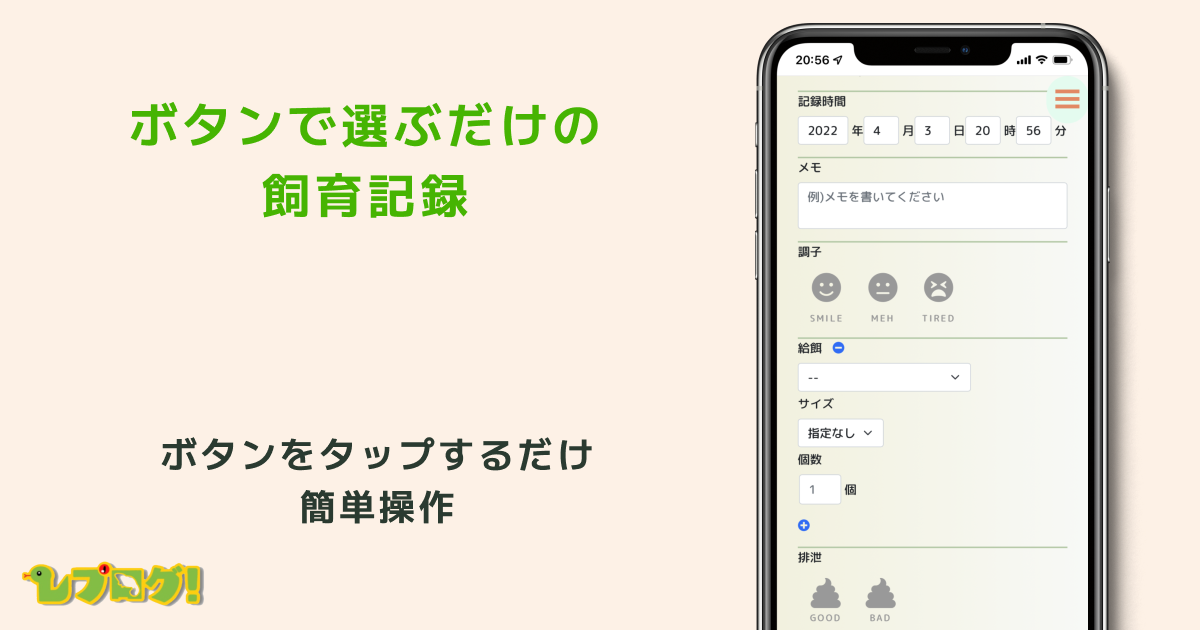 ボタンで選ぶだけの
飼育記録
ボタンをタップするだけ
簡単操作
レプログ!
20:56
記録時間
2022 年 4 月 3 日 20 時 56 分
メモ
例)メモを書いてください
調子
SMILE MEH TIRED
給餌
--
サイズ
指定なし
個数
1 個
排泄
GOOD BAD